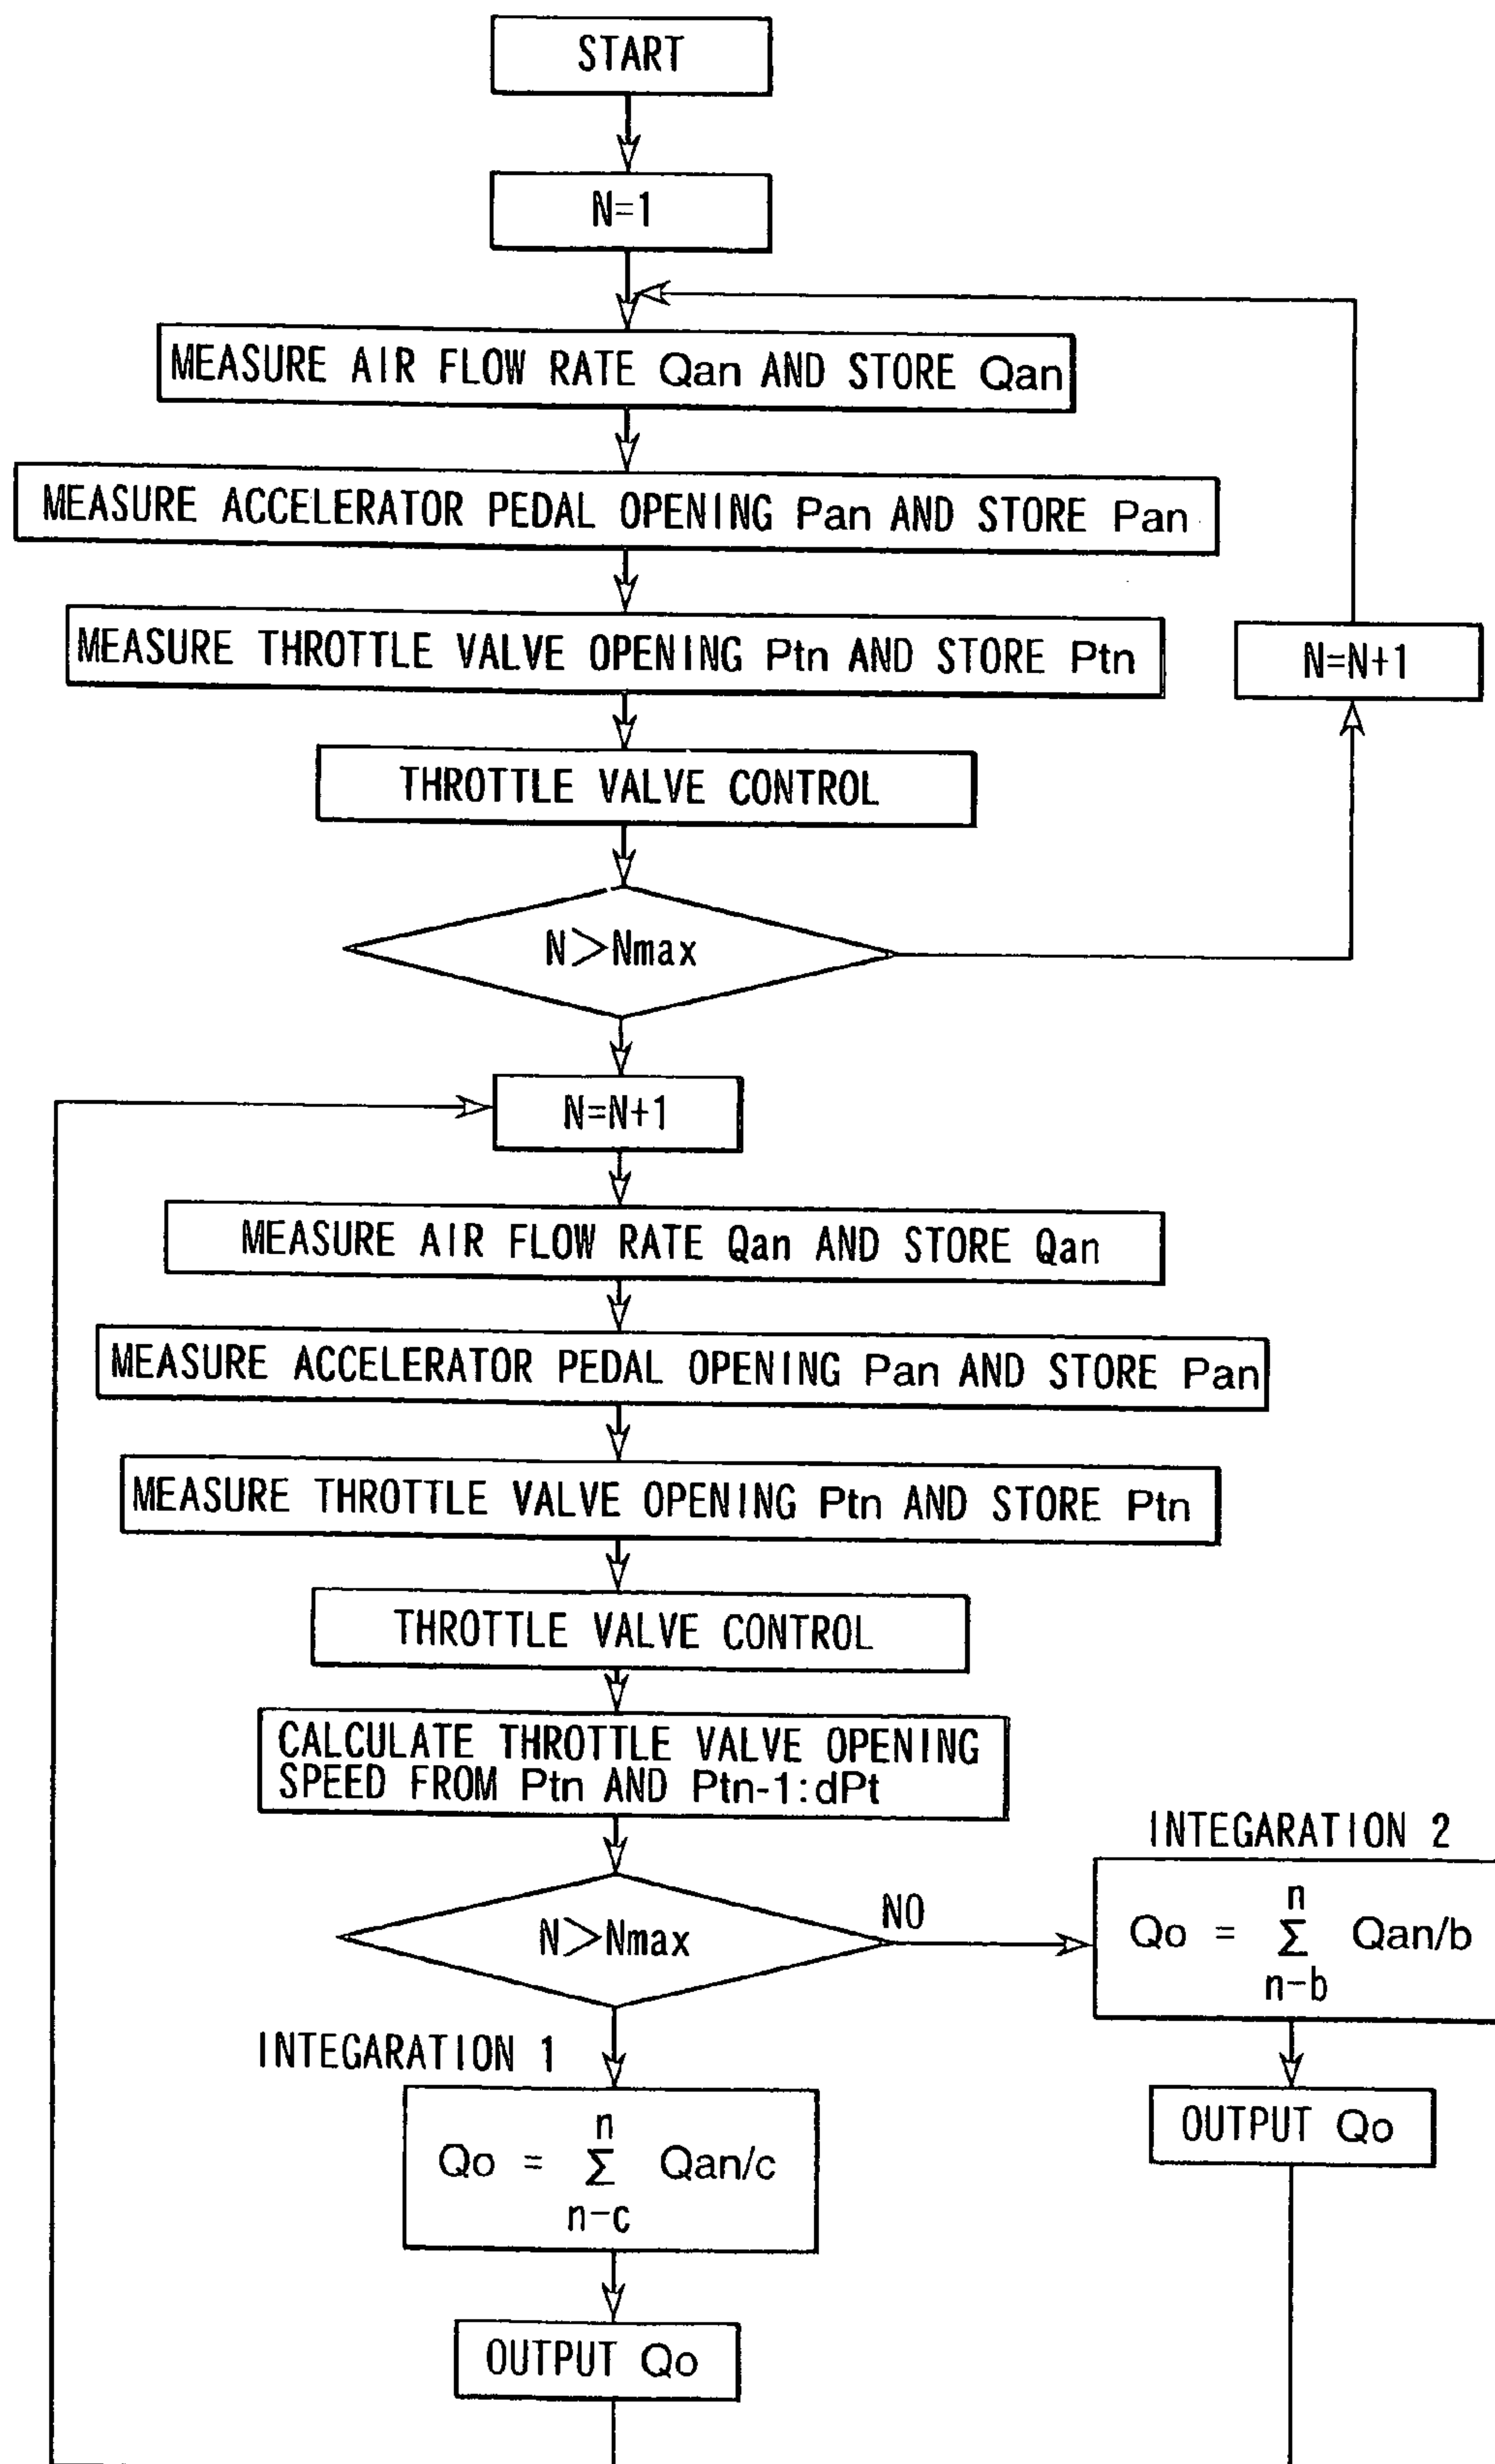 START
N=1
MEASURE AIR FLOW RATE Qan AND STORE Qan
MEASURE ACCELERATOR PEDAL OPENING Pan AND STORE Pan
MEASURE THROTTLE VALVE OPENING Ptn AND STORE Ptn
N=N+1
THROTTLE VALVE CONTROL
N>Nmax
N=N+1
MEASURE AIR FLOW RATE Qan AND STORE Qan
MEASURE ACCELERATOR PEDAL OPENING Pan AND STORE Pan
MEASURE THROTTLE VALVE OPENING Ptn AND STORE Ptn
THROTTLE VALVE CONTROL
CALCULATE THROTTLE VALVE OPENING
SPEED FROM Ptn AND Ptn-1:dPt
N>Nmax
NO
INTEGARATION 2
n
Qo = Σ Qan/b
n-b
OUTPUT Qo
INTEGARATION 1
n
Qo = Σ Qan/c
n-c
OUTPUT Qo